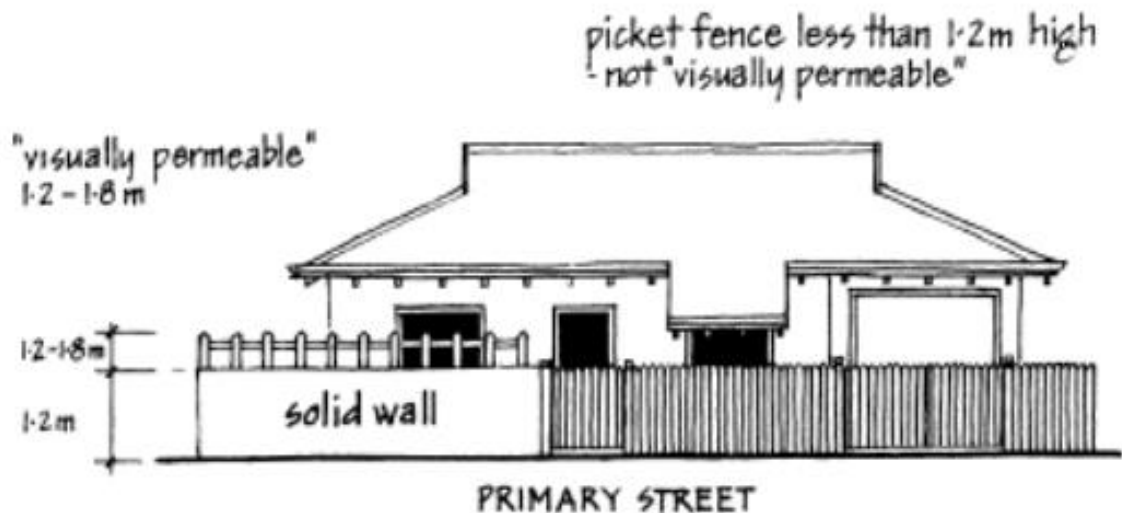 picket fence less than 1·2m high
- not "visually permeable"
"visually permeable"
1·2 - 1·8 m
1·2-1·8m
1·2m
solid wall
PRIMARY STREET